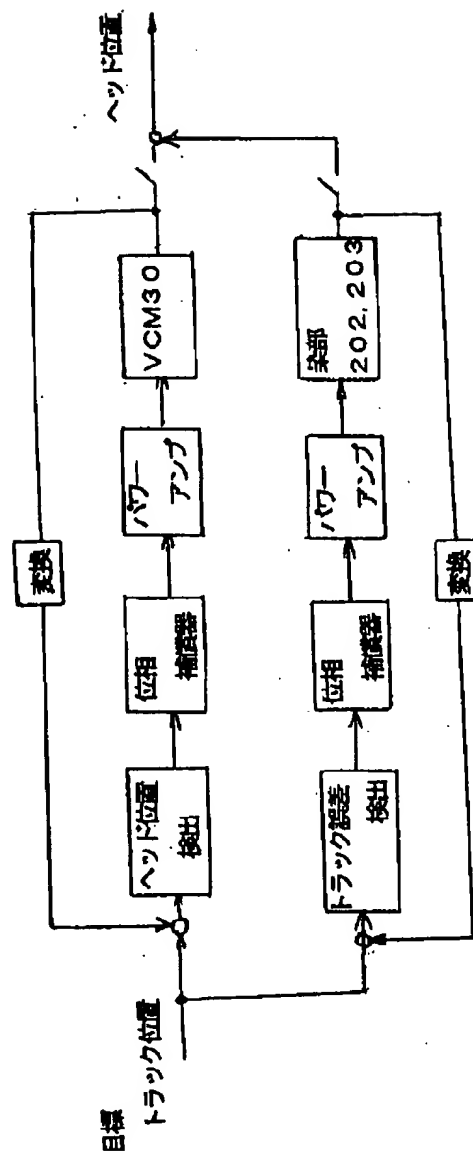 目標
トラック位置
変換
ヘッド位置
検出
位相
補償器
パワー
アンプ
VCM30
ヘッド位置
トラック誤差
検出
位相
補償器
パワー
アンプ
梁部
202,203
変換